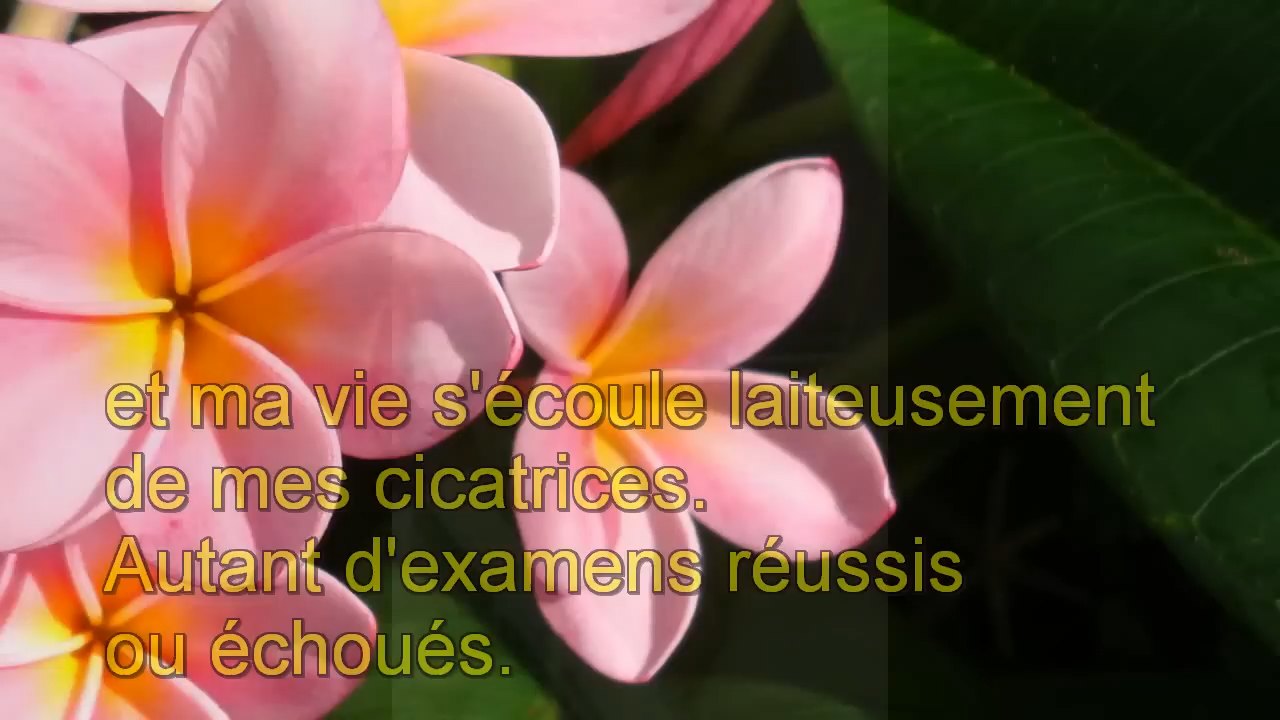 et ma vie s'écoule laiteusement
de mes cicatrices.
Autant d'examens réussis
ou échoués.